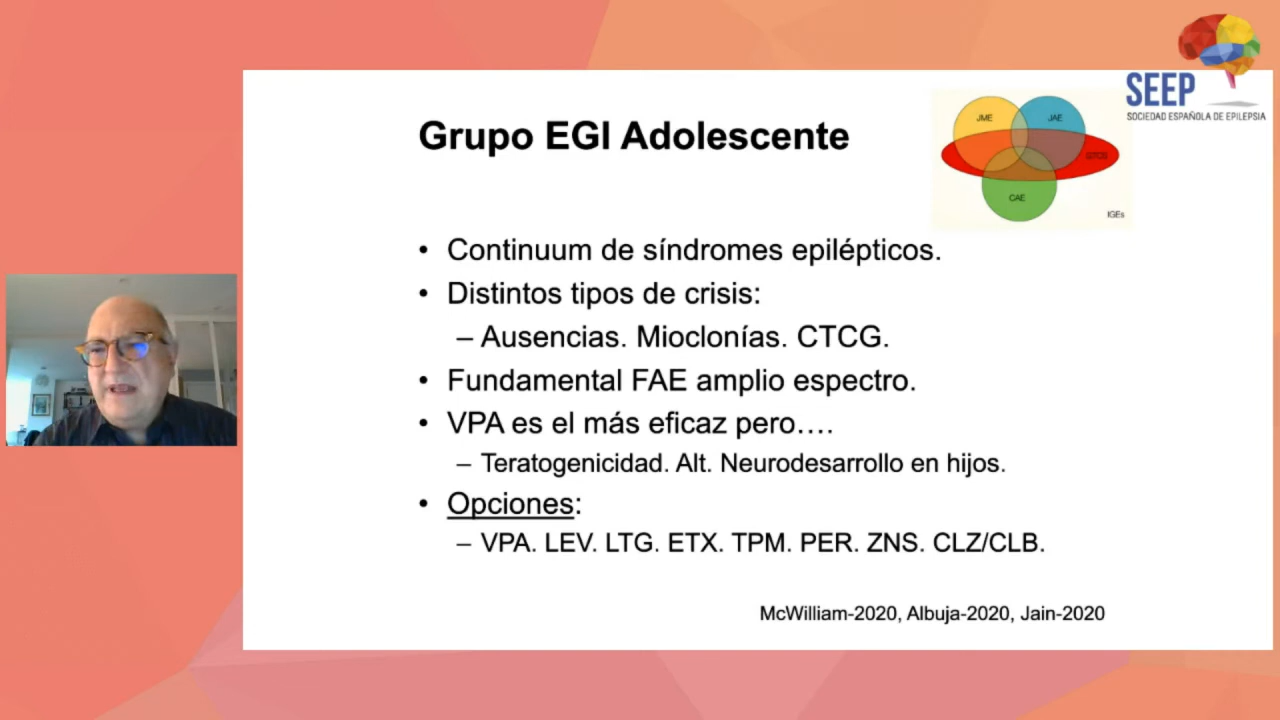 SEEP
SOCIEDAD ESPAÑOLA DE EPILEPSIA
Grupo EGI Adolescente
JME
JAE
CAE
IGEs
• Continuum de síndromes epilépticos.
• Distintos tipos de crisis:
– Ausencias. Mioclonías. CTCG.
• Fundamental FAE amplio espectro.
• VPA es el más eficaz pero….
– Teratogenicidad. Alt. Neurodesarrollo en hijos.
• Opciones:
– VPA. LEV. LTG. ETX. TPM. PER. ZNS. CLZ/CLB.
McWilliam-2020, Albuja-2020, Jain-2020